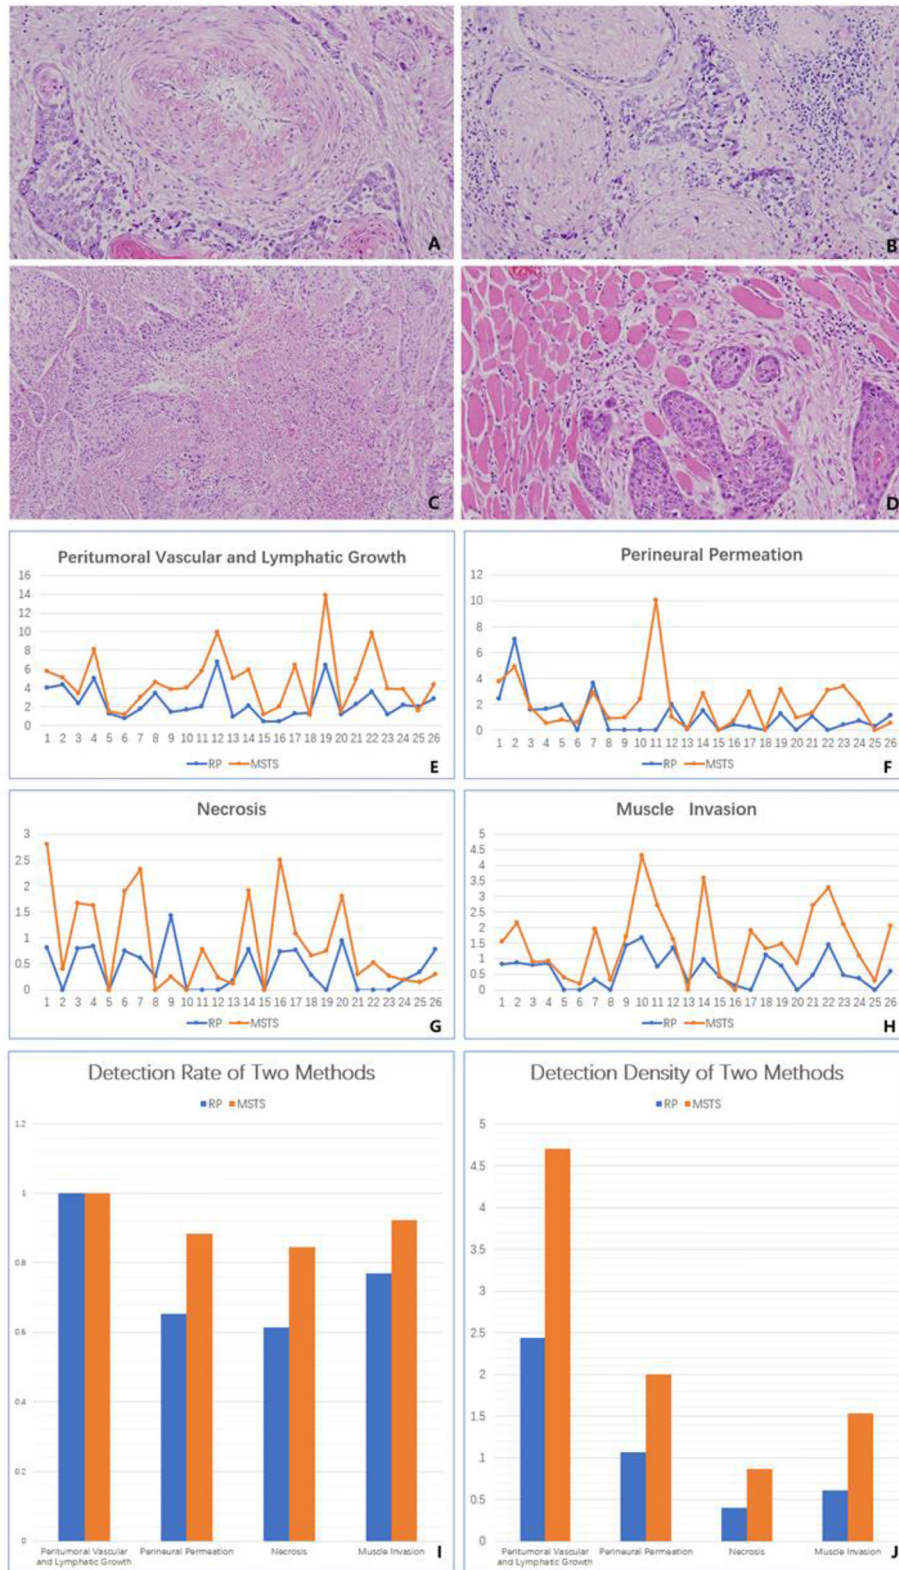 A
B
C
D
Peritumoral Vascular and Lymphatic Growth
16
14
12
10
8
6
4
2
0
1 2 3 4 5 6 7 8 9 10 11 12 13 14 15 16 17 18 19 20 21 22 23 24 25 26
RP MSTS
E
Perineural Permeation
12
10
8
6
4
2
0
1 2 3 4 5 6 7 8 9 10 11 12 13 14 15 16 17 18 19 20 21 22 23 24 25 26
RP MSTS
F
Necrosis
3
2.5
2
1.5
1
0.5
0
1 2 3 4 5 6 7 8 9 10 11 12 13 14 15 16 17 18 19 20 21 22 23 24 25 26
RP MSTS
G
Muscle Invasion
5
4.5
4
3.5
3
2.5
2
1.5
1
0.5
0
1 2 3 4 5 6 7 8 9 10 11 12 13 14 15 16 17 18 19 20 21 22 23 24 25 26
RP MSTS
H
Detection Rate of Two Methods
RP MSTS
1.2
1
0.8
0.6
0.4
0.2
0
Peritumoral Vascular and Lymphatic Growth
Perineural Permeation
Necrosis
Muscle Invasion
I
Detection Density of Two Methods
RP MSTS
5
4.5
4
3.5
3
2.5
2
1.5
1
0.5
0
Peritumoral Vascular and Lymphatic Growth
Perineural Permeation
Necrosis
Muscle Invasion
J